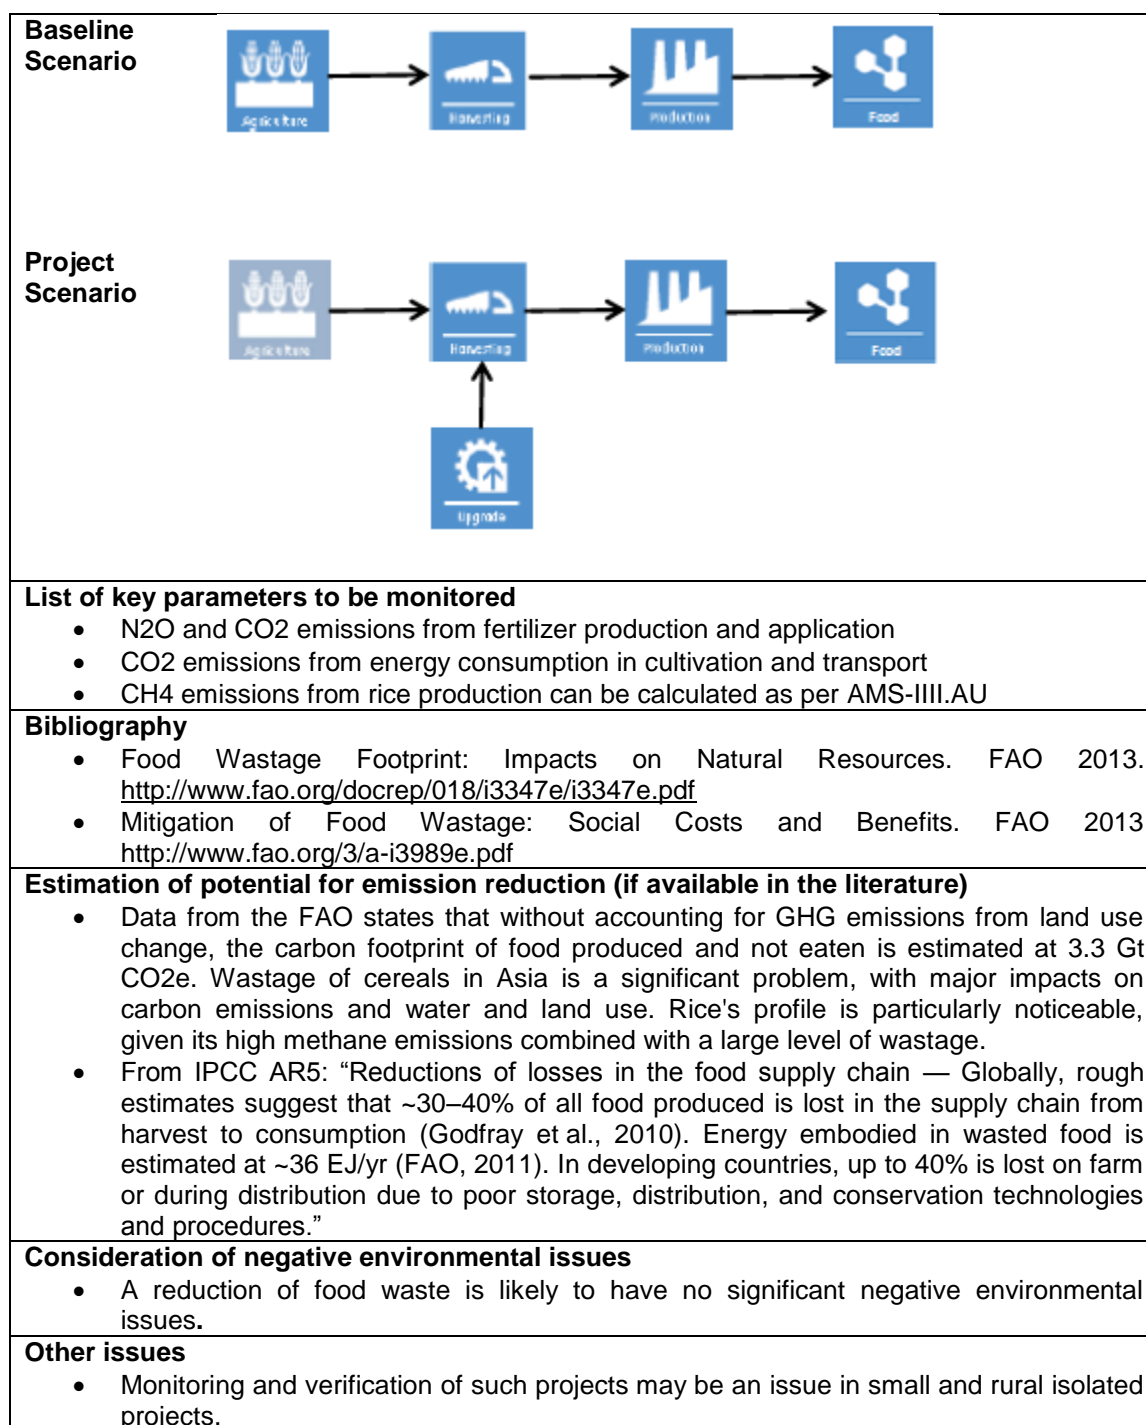 Baseline
Scenario
Agriculture
Harvesting
Production
Food
Project
Scenario
Agriculture
Harvesting
Production
Food
Upgrade
List of key parameters to be monitored
• N2O and CO2 emissions from fertilizer production and application
• CO2 emissions from energy consumption in cultivation and transport
• CH4 emissions from rice production can be calculated as per AMS-IIII.AU
Bibliography
• Food Wastage Footprint: Impacts on Natural Resources. FAO 2013.
http://www.fao.org/docrep/018/i3347e/i3347e.pdf
• Mitigation of Food Wastage: Social Costs and Benefits. FAO 2013
http://www.fao.org/3/a-i3989e.pdf
Estimation of potential for emission reduction (if available in the literature)
• Data from the FAO states that without accounting for GHG emissions from land use
change, the carbon footprint of food produced and not eaten is estimated at 3.3 Gt
CO2e. Wastage of cereals in Asia is a significant problem, with major impacts on
carbon emissions and water and land use. Rice's profile is particularly noticeable,
given its high methane emissions combined with a large level of wastage.
• From IPCC AR5: “Reductions of losses in the food supply chain — Globally, rough
estimates suggest that ~30–40% of all food produced is lost in the supply chain from
harvest to consumption (Godfray et al., 2010). Energy embodied in wasted food is
estimated at ~36 EJ/yr (FAO, 2011). In developing countries, up to 40% is lost on farm
or during distribution due to poor storage, distribution, and conservation technologies
and procedures.”
Consideration of negative environmental issues
• A reduction of food waste is likely to have no significant negative environmental
issues.
Other issues
• Monitoring and verification of such projects may be an issue in small and rural isolated
projects.